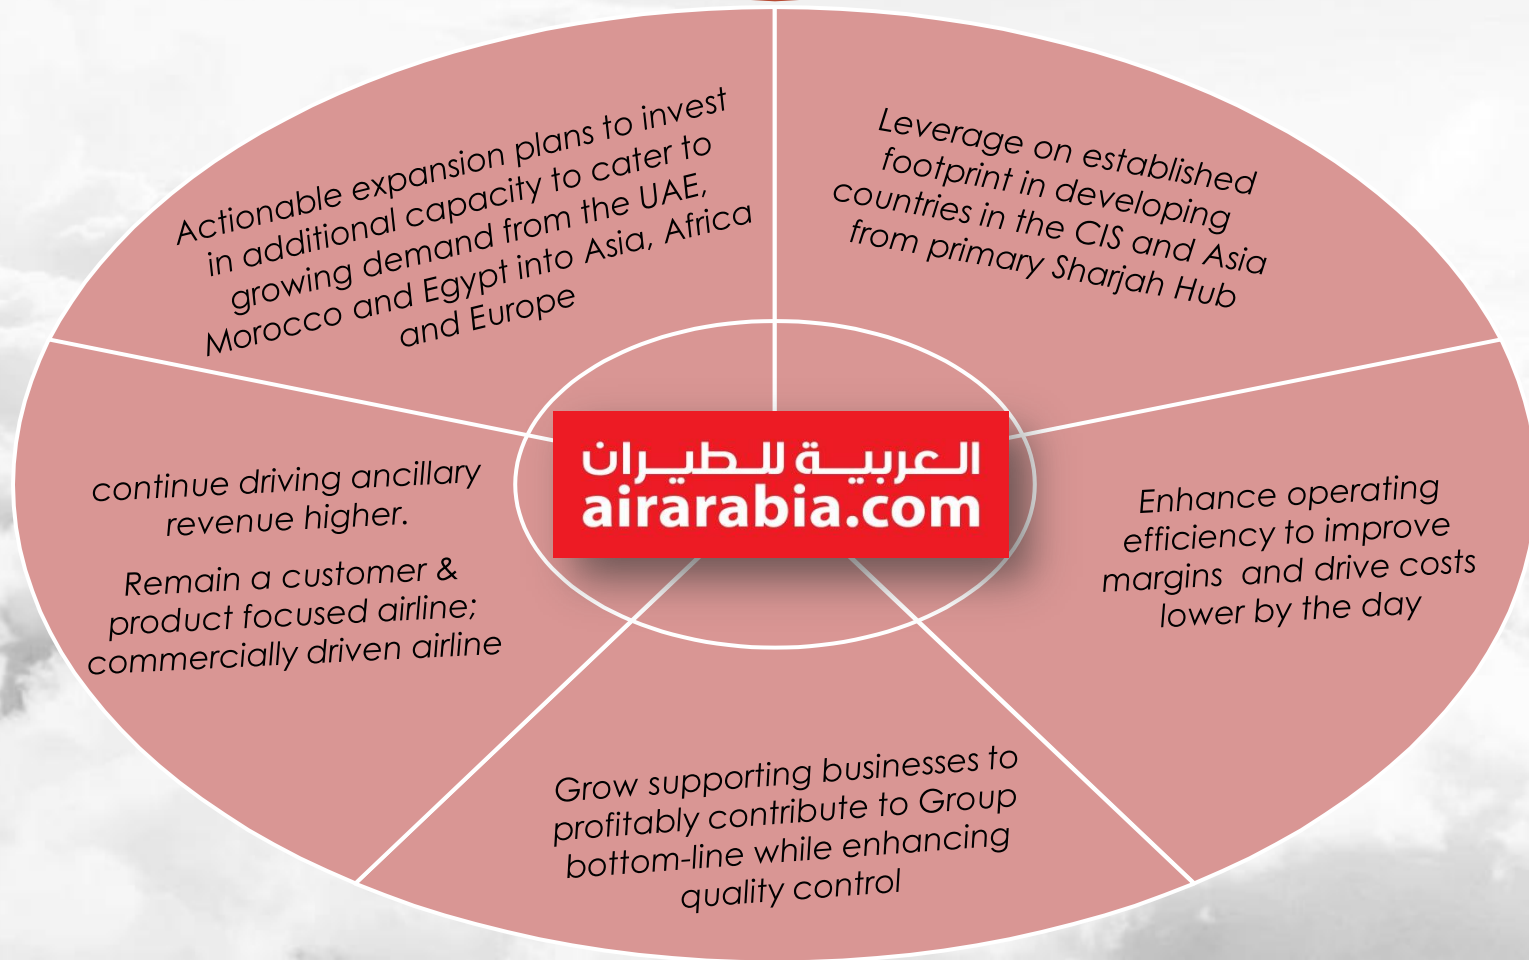 Actionable expansion plans to invest
in additional capacity to cater to
growing demand from the UAE,
Morocco and Egypt into Asia, Africa
and Europe
Leverage on established
footprint in developing
countries in the CIS and Asia
from primary Sharjah Hub
continue driving ancillary
revenue higher.
Remain a customer &
product focused airline;
commercially driven airline
العربية للطيران
airarabia.com
Enhance operating
efficiency to improve
margins  and drive costs
lower by the day
Grow supporting businesses to
profitably contribute to Group
bottom-line while enhancing
quality control